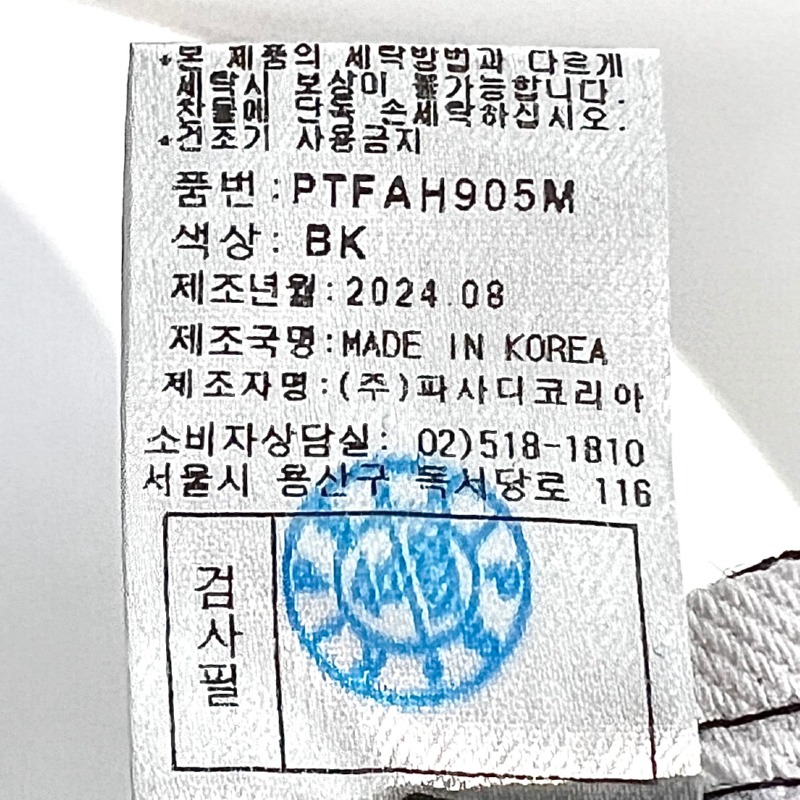 *본 제품의 세탁방법과 다르게
세탁시 보상이 불가능합니다.
찬물에 단독 손세탁하십시오.
*건조기 사용금지
품번:PTFAH905M
색상: BK
제조년월:2024.08
제조국명:MADE IN KOREA
제조자명:(주)파사디코리아
소비자상담실: 02)518-1810
서울시 용산구 독서당로 116
검사필